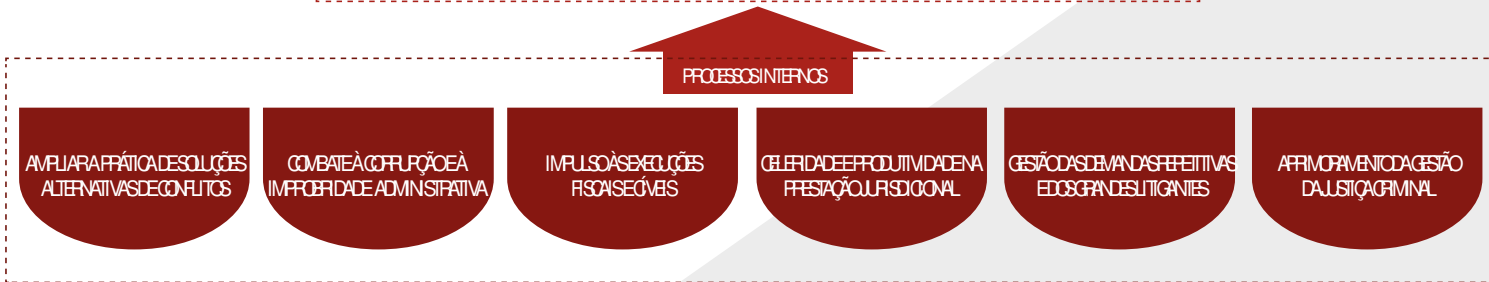 PROCESSOS INTERNOS
AMPLIAR A PRÁTICA DE SOLUÇÕES
ALTERNATIVAS DE CONFLITOS
COMBATE À CORRUPÇÃO E À
IMPROBRIDADE ADMINISTRATIVA
IMPULSO ÀS EXECUÇÕES
FISCAIS E CÍVEIS
CELERIDADE E PRODUTIVIDADE NA
PRESTAÇÃO JURISDICIONAL
GESTÃO DAS DEMANDAS REPETITIVAS
E DOS GRANDES LITIGANTES
APRIMORAMENTO DA GESTÃO
DA JUSTIÇA CRIMINAL